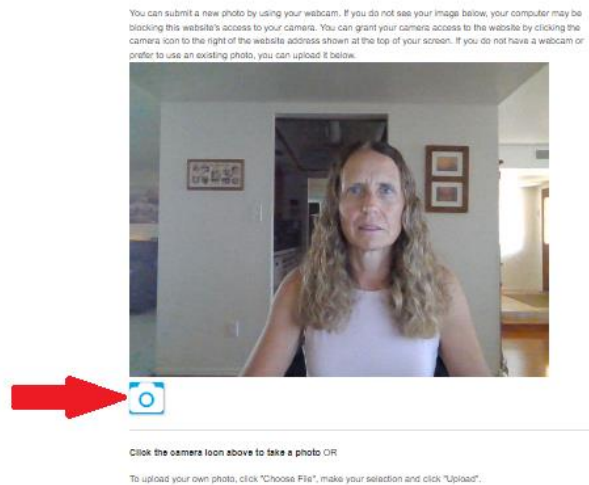 You can submit a new photo by using your webcam. If you do not see your image below, your computer may be
blocking this website's access to your camera. You can grant your camera access to the website by clicking the
camera icon to the right of the website address shown at the top of your screen. If you do not have a webcam or
prefer to use an existing photo, you can upload it below.
Click the camera icon above to take a photo OR
To upload your own photo, click "Choose File", make your selection and click "Upload".